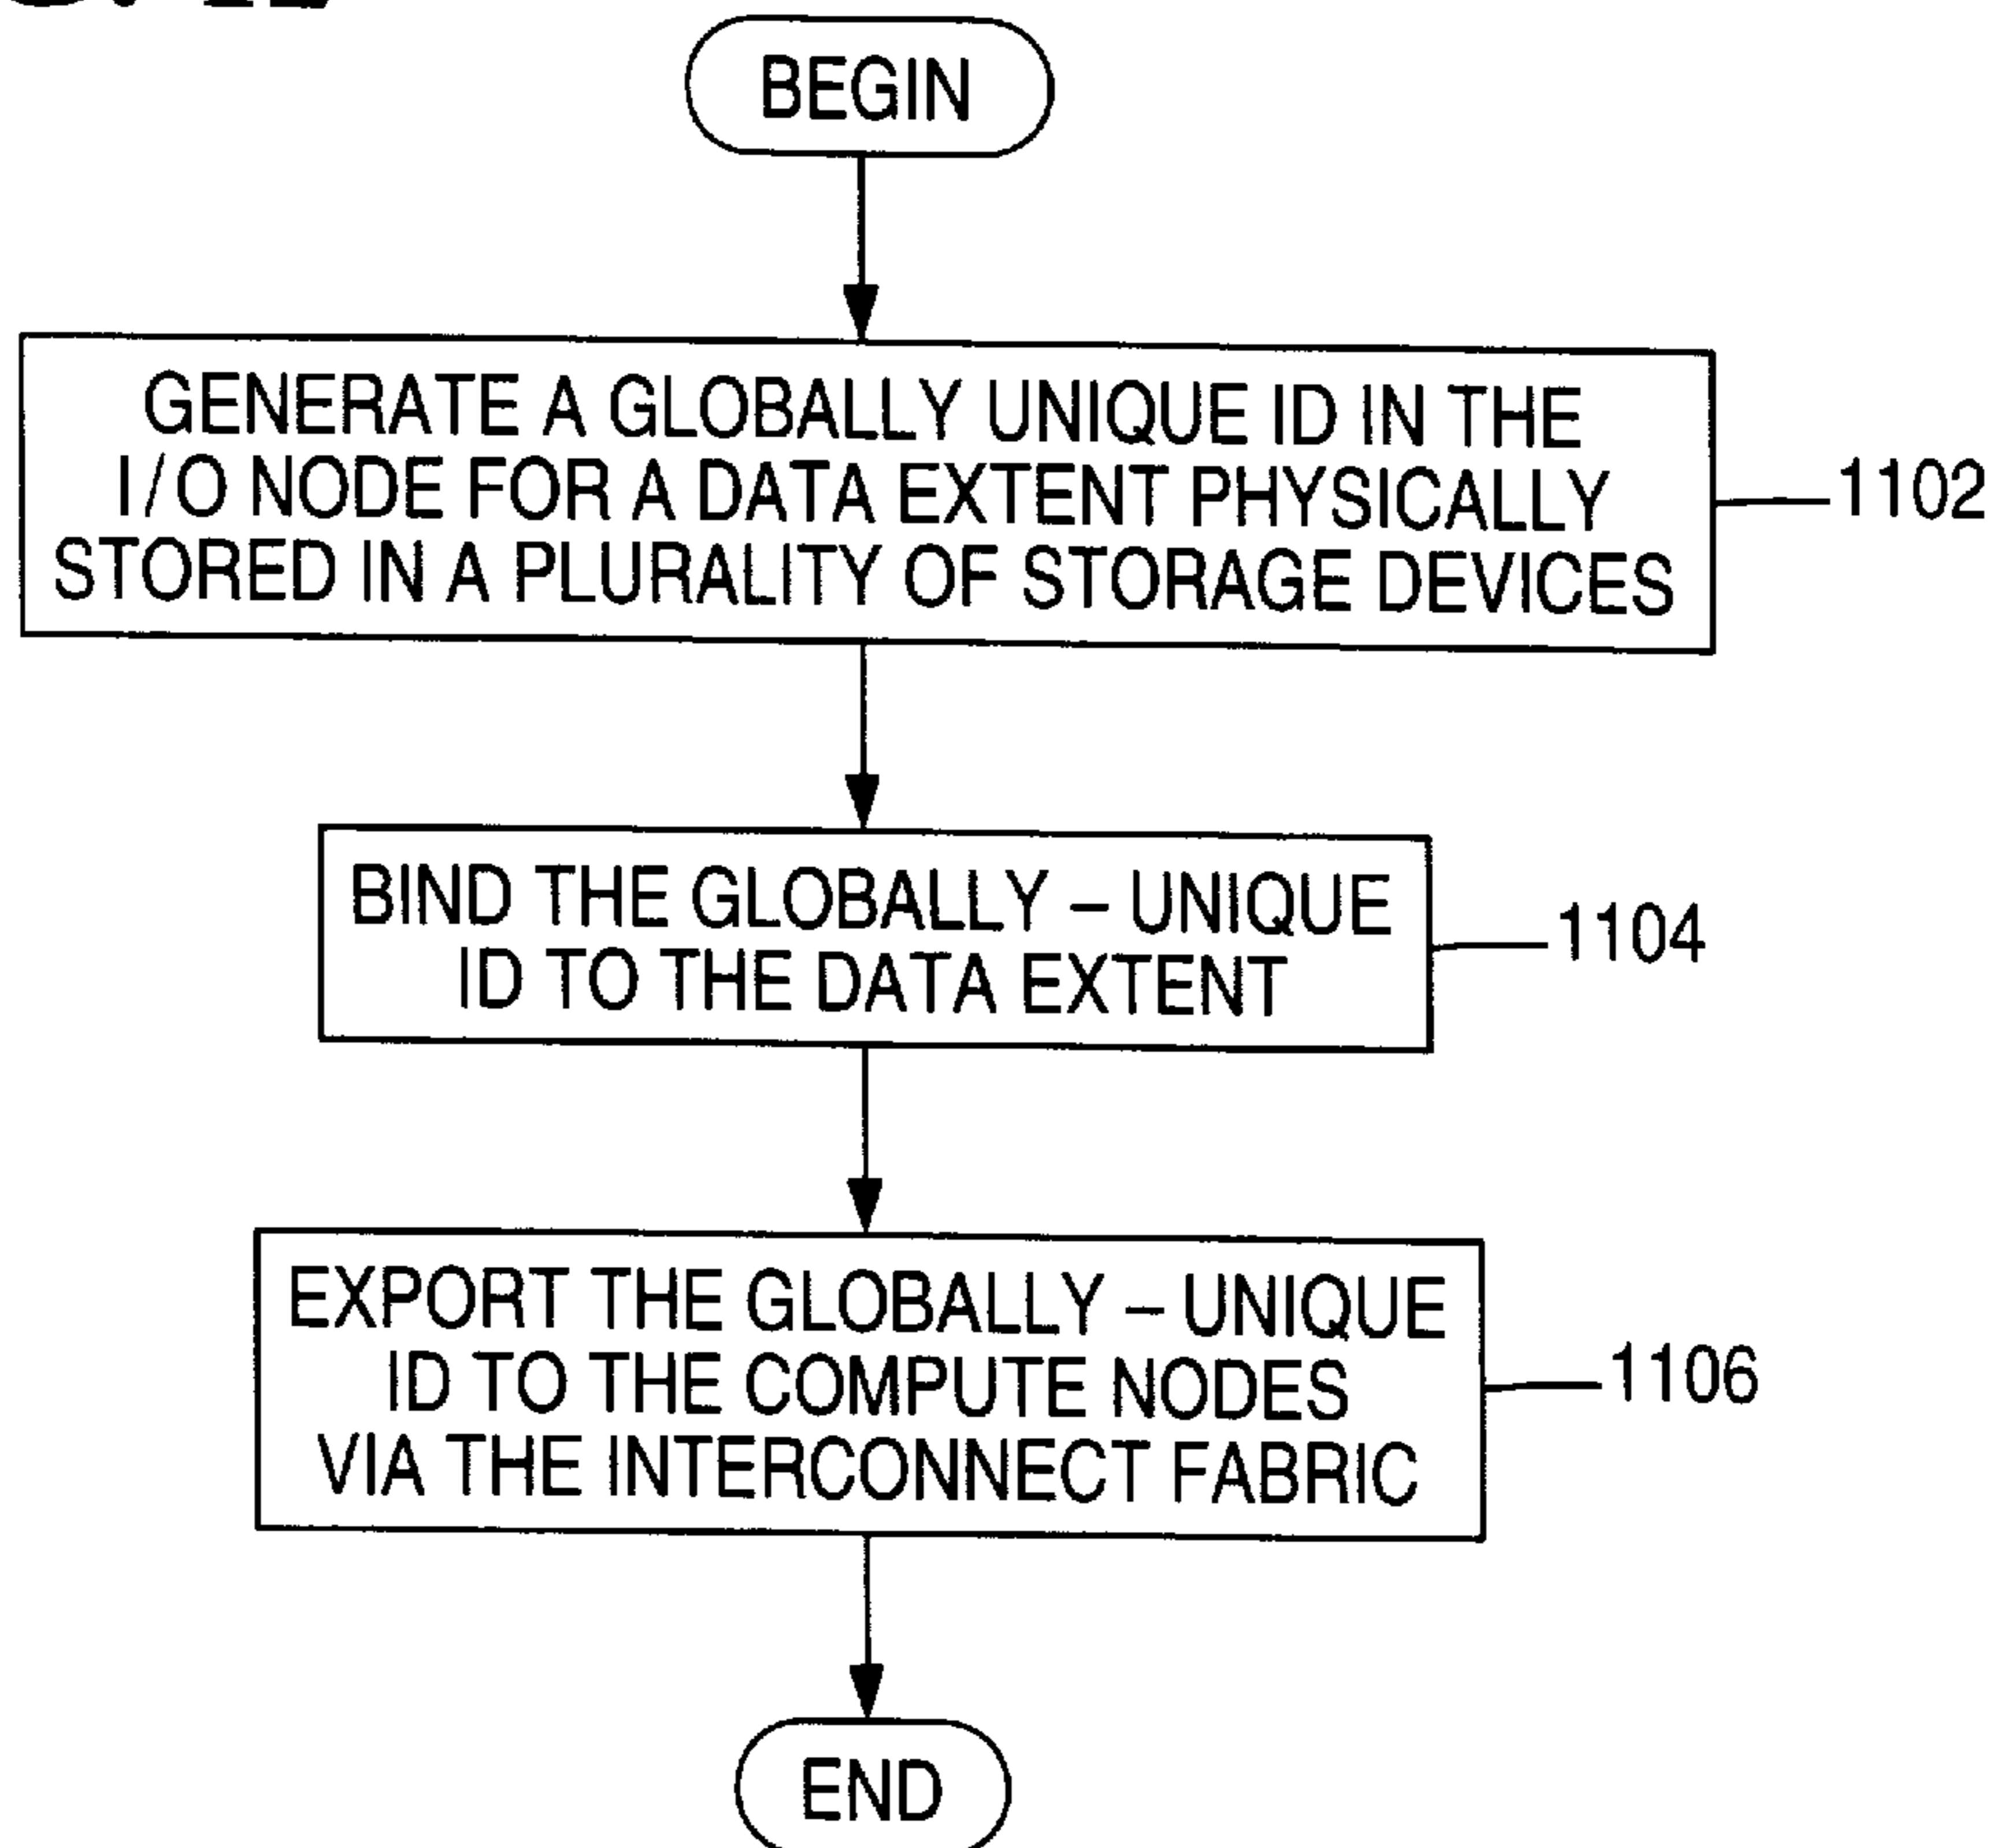 BEGIN
GENERATE A GLOBALLY UNIQUE ID IN THE
I/O NODE FOR A DATA EXTENT PHYSICALLY
STORED IN A PLURALITY OF STORAGE DEVICES
1102
BIND THE GLOBALLY – UNIQUE
ID TO THE DATA EXTENT
1104
EXPORT THE GLOBALLY – UNIQUE
ID TO THE COMPUTE NODES
VIA THE INTERCONNECT FABRIC
1106
END